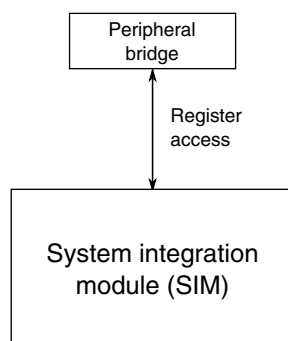 Peripheral
bridge
Register
access
System integration
module (SIM)